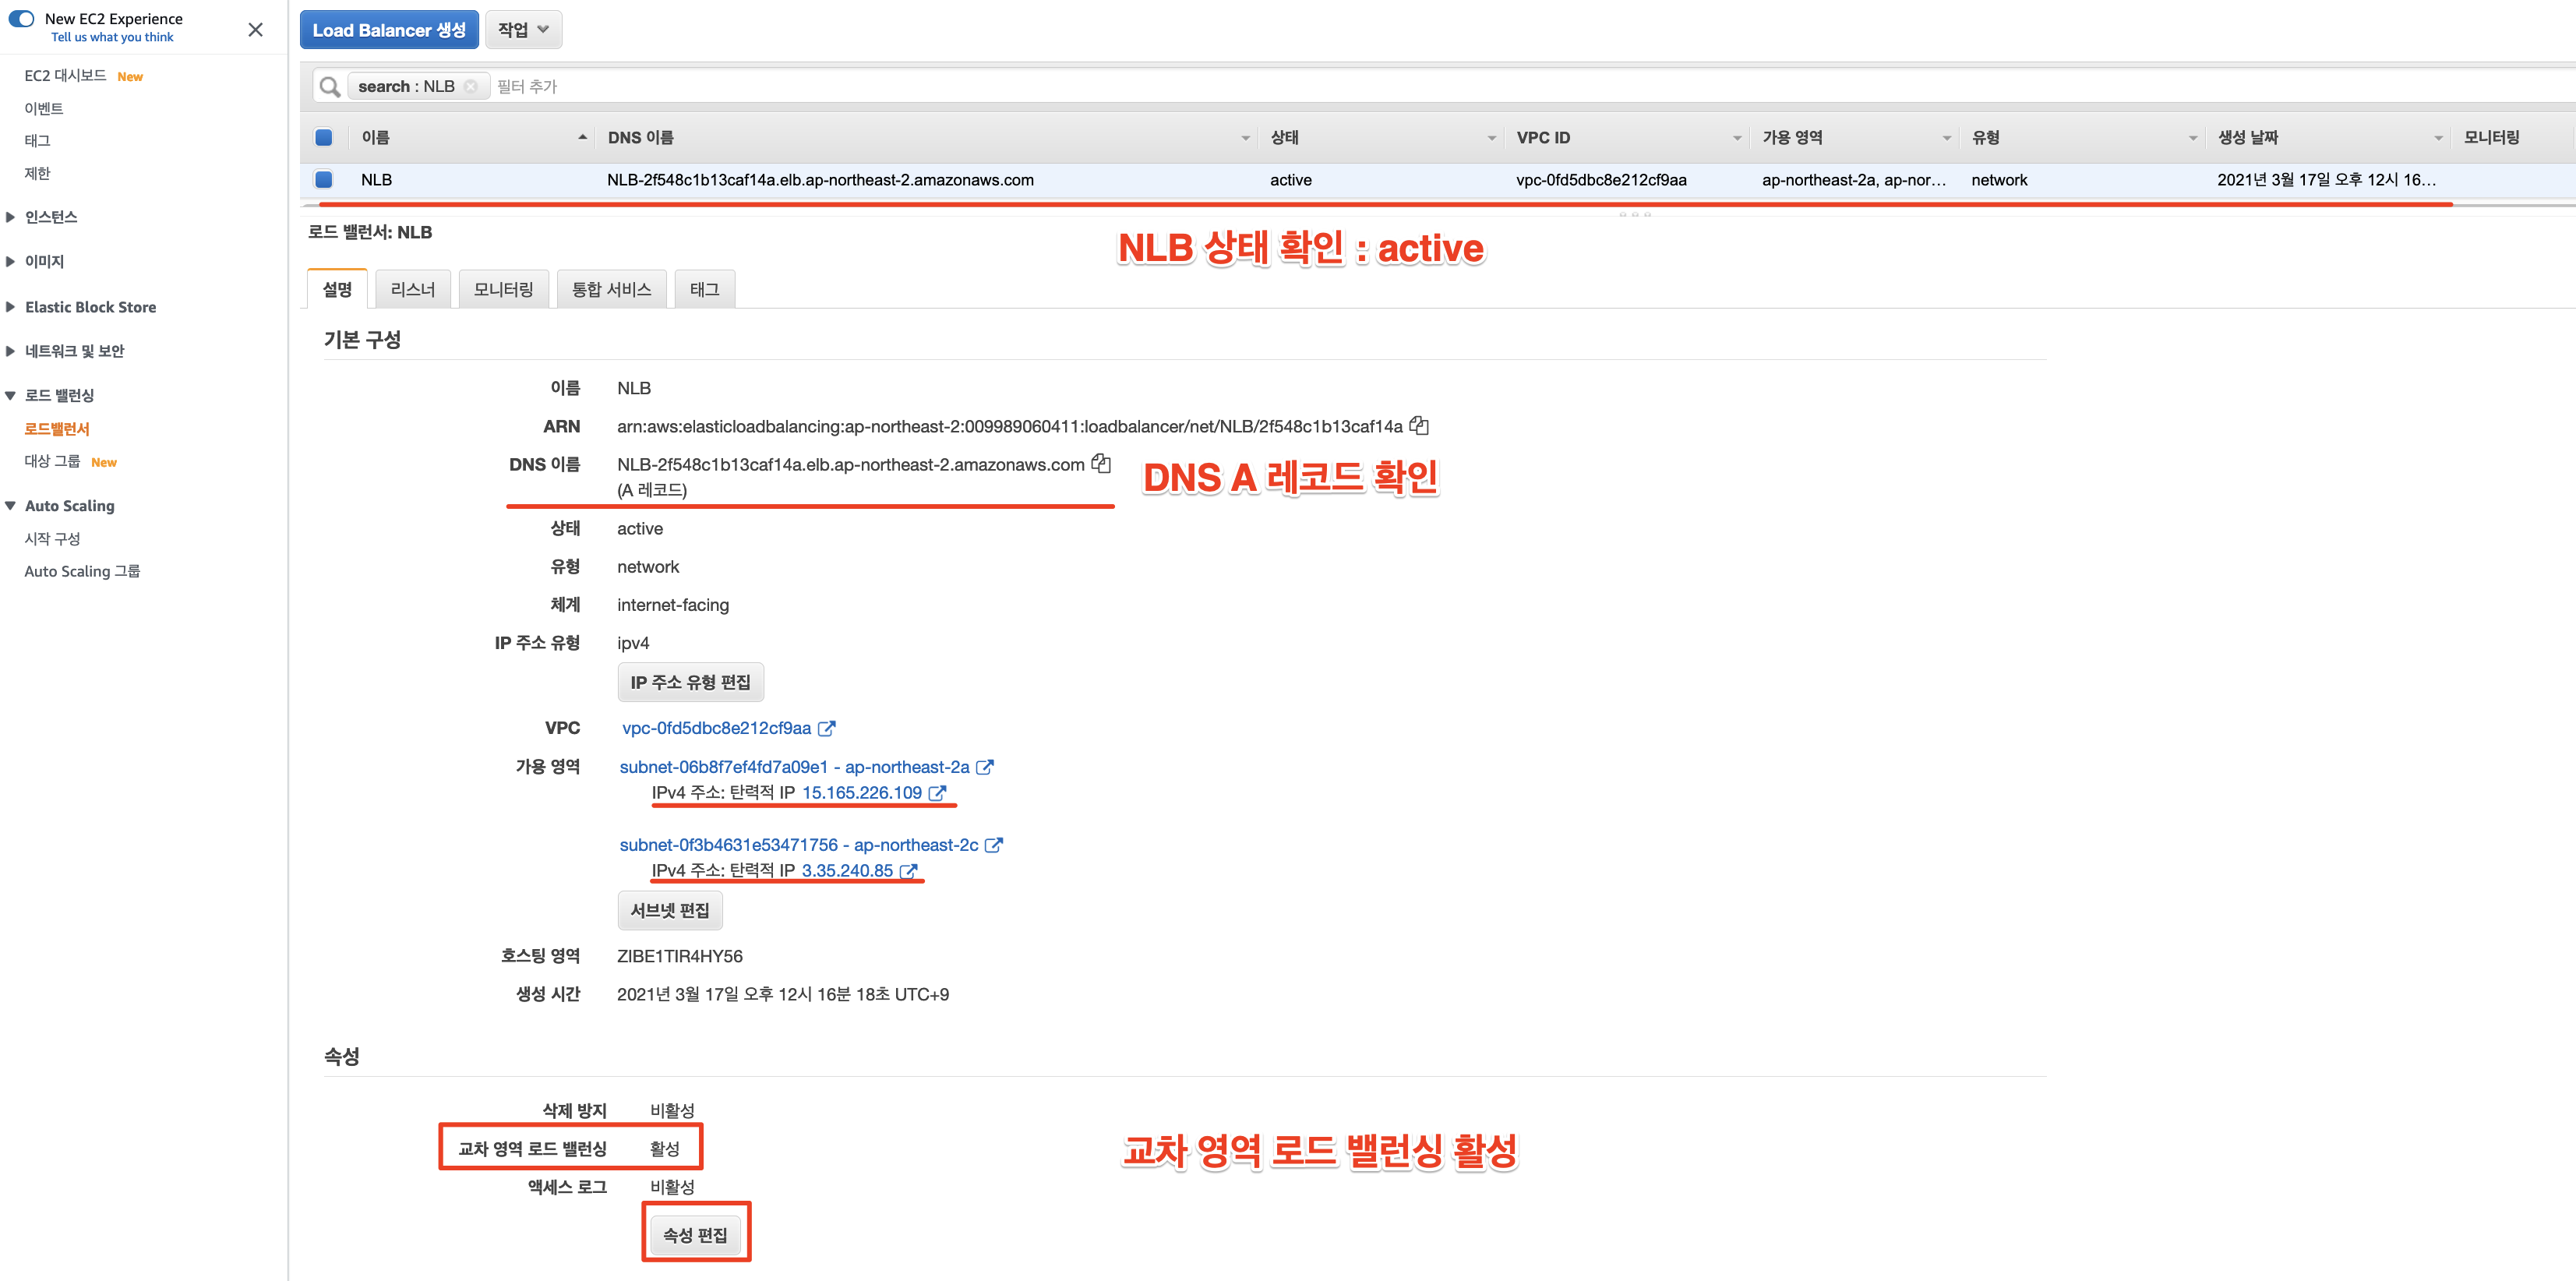 New EC2 Experience
Tell us what you think
EC2 대시보드 New
이벤트
태그
제한
인스턴스
이미지
Elastic Block Store
네트워크 및 보안
로드 밸런싱
로드밸런서
대상 그룹 New
Auto Scaling
시작 구성
Auto Scaling 그룹
Load Balancer 생성 작업
search : NLB 필터 추가
이름 DNS 이름 상태 VPC ID 가용 영역 유형 생성 날짜 모니터링
NLB NLB-2f548c1b13caf14a.elb.ap-northeast-2.amazonaws.com active vpc-0fd5dbc8e212cf9aa ap-northeast-2a, ap-nor... network 2021년 3월 17일 오후 12시 16...
로드 밸런서: NLB
NLB 상태 확인 : active
설명 리스너 모니터링 통합 서비스 태그
기본 구성
이름 NLB
ARN arn:aws:elasticloadbalancing:ap-northeast-2:009989060411:loadbalancer/net/NLB/2f548c1b13caf14a
DNS 이름 NLB-2f548c1b13caf14a.elb.ap-northeast-2.amazonaws.com
(A 레코드)
DNS A 레코드 확인
상태 active
유형 network
체계 internet-facing
IP 주소 유형 ipv4
IP 주소 유형 편집
VPC vpc-0fd5dbc8e212cf9aa
가용 영역 subnet-06b8f7ef4fd7a09e1 - ap-northeast-2a
IPv4 주소: 탄력적 IP 15.165.226.109
subnet-0f3b4631e53471756 - ap-northeast-2c
IPv4 주소: 탄력적 IP 3.35.240.85
서브넷 편집
호스팅 영역 ZIBE1TIR4HY56
생성 시간 2021년 3월 17일 오후 12시 16분 18초 UTC+9
속성
삭제 방지 비활성
교차 영역 로드 밸런싱 활성
교차 영역 로드 밸런싱 활성
액세스 로그 비활성
속성 편집